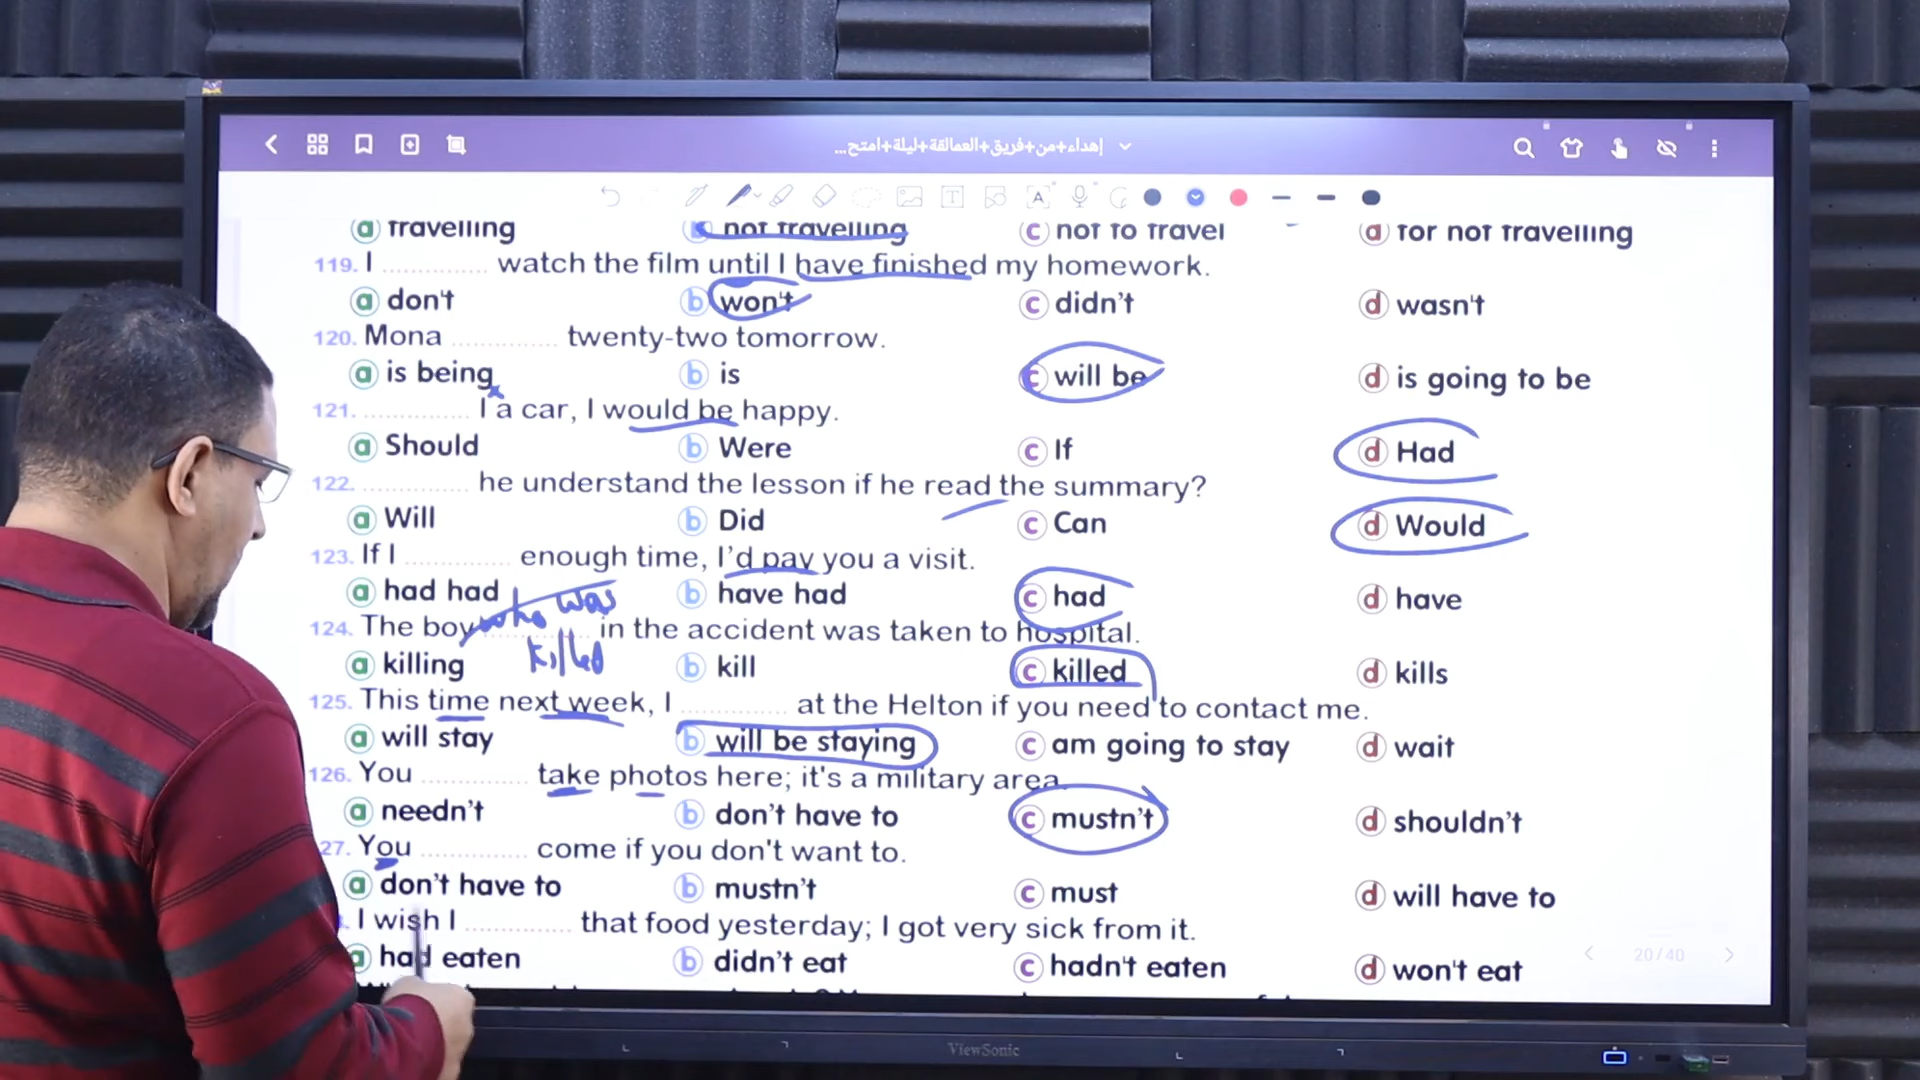 إهداء+من+فريق+العمالقة+ليلة+امتح...
a travelling b not travelling c not to travel d for not travelling
119. I ............ watch the film until I have finished my homework.
a don't b won't c didn't d wasn't
120. Mona ............ twenty-two tomorrow.
a is being b is c will be d is going to be
121. ............ I a car, I would be happy.
a Should b Were c If d Had
122. ............ he understand the lesson if he read the summary?
a Will b Did c Can d Would
123. If I ............ enough time, I'd pay you a visit.
a had had b have had c had d have
who was
124. The boy ............ in the accident was taken to hospital.
killed
a killing b kill c killed d kills
125. This time next week, I ............ at the Helton if you need to contact me.
a will stay b will be staying c am going to stay d wait
126. You ............ take photos here; it's a military area.
a needn't b don't have to c mustn't d shouldn't
27. You ............ come if you don't want to.
a don't have to b mustn't c must d will have to
. I wish I ............ that food yesterday; I got very sick from it.
a had eaten b didn't eat c hadn't eaten d won't eat
20/40
ViewSonic